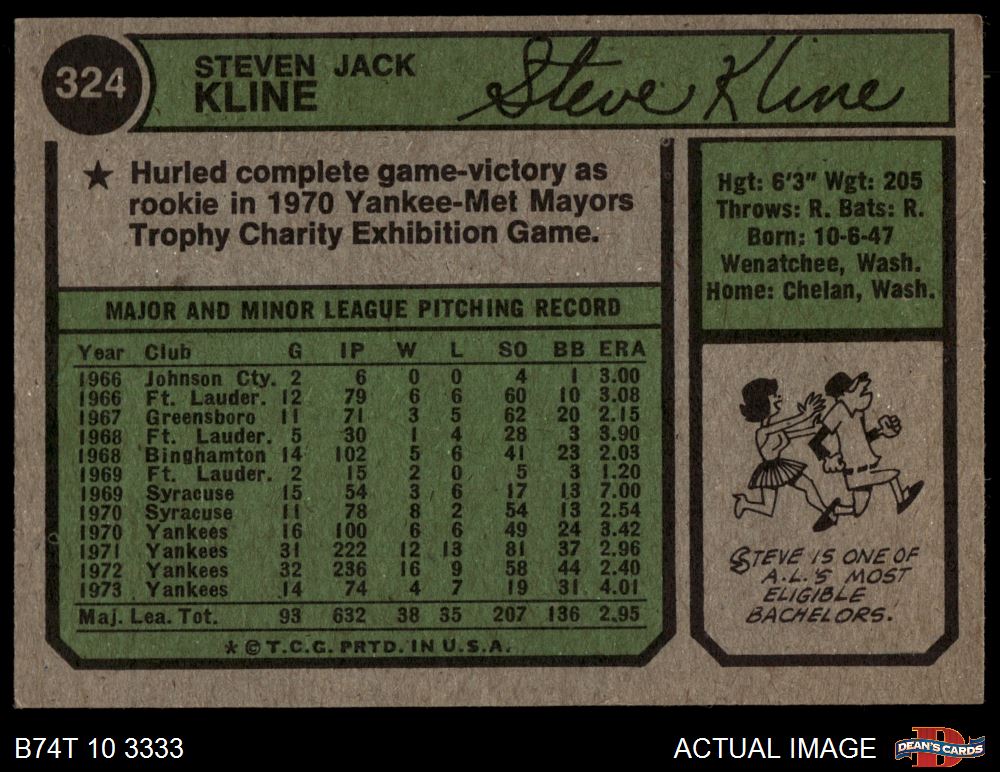 324
STEVEN JACK
KLINE
Steve Kline
★ Hurled complete game-victory as
rookie in 1970 Yankee-Met Mayors
Trophy Charity Exhibition Game.
Hgt: 6'3" Wgt: 205
Throws: R. Bats: R.
Born: 10-6-47
Wenatchee, Wash.
Home: Chelan, Wash.
MAJOR AND MINOR LEAGUE PITCHING RECORD
Year Club G IP W L SO BB ERA
1966 Johnson Cty. 2 6 0 0 4 1 3.00
1966 Ft. Lauder. 12 79 6 6 60 10 3.08
1967 Greensboro 11 71 3 5 62 20 2.15
1968 Ft. Lauder. 5 30 1 4 28 3 3.90
1968 Binghamton 14 102 5 6 41 23 2.03
1969 Ft. Lauder. 2 15 2 0 5 3 1.20
1969 Syracuse 15 54 3 6 17 13 7.00
1970 Syracuse 11 78 8 2 54 13 2.54
1970 Yankees 16 100 6 6 49 24 3.42
1971 Yankees 31 222 12 13 81 37 2.96
1972 Yankees 32 236 16 9 58 44 2.40
1973 Yankees 14 74 4 7 19 31 4.01
Maj. Lea. Tot. 93 632 38 35 207 136 2.95
★ © T.C.G. PRTD. IN U.S.A.
STEVE IS ONE OF
A.L.'S MOST
ELIGIBLE
BACHELORS.
B74T 10 3333
ACTUAL IMAGE
D
DEAN'S CARDS